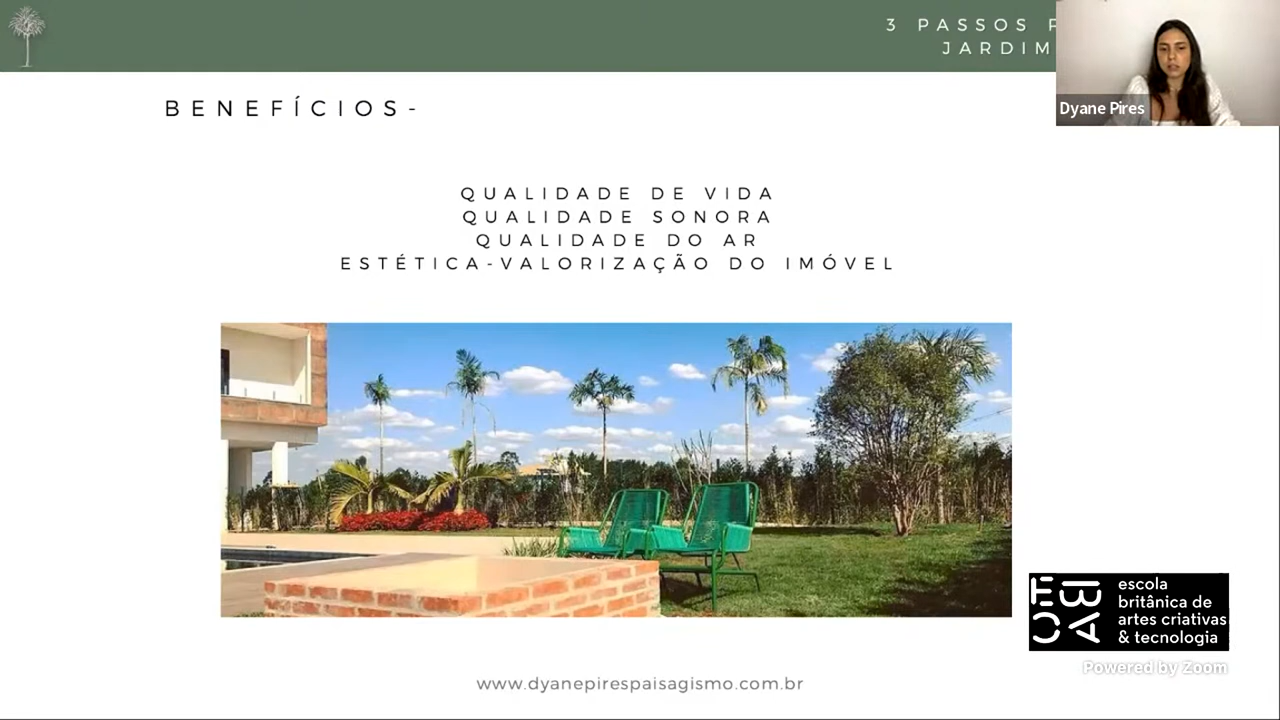 3 PASSOS
JARDIM
Dyane Pires
BENEFÍCIOS-
QUALIDADE DE VIDA
QUALIDADE SONORA
QUALIDADE DO AR
ESTÉTICA-VALORIZAÇÃO DO IMÓVEL
EBAC
escola
britânica de
artes criativas
& tecnologia
Powered by Zoom
www.dyanepirespaisagismo.com.br